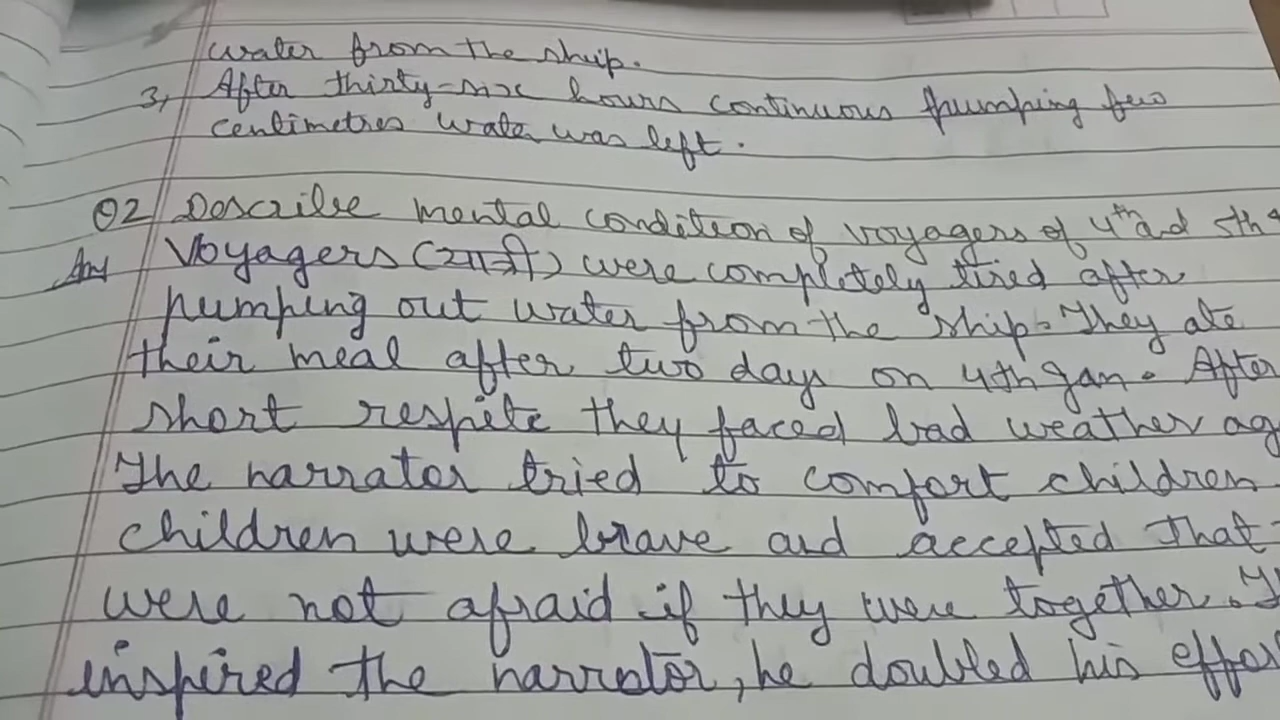 water from the ship.
3, After thirty-six hours continuous pumping few
centimetres water was left.
Q2 Describe mental condition of voyagers of 4th and 5th
Ans Voyagers (यात्री) were completely tired after
pumping out water from the ship. They ate
their meal after two days on 4th Jan. After
short respite they faced bad weather
The narrator tried to comfort children
children were brave and accepted that
were not afraid if they were together.
inspired the narrator, he doubled his